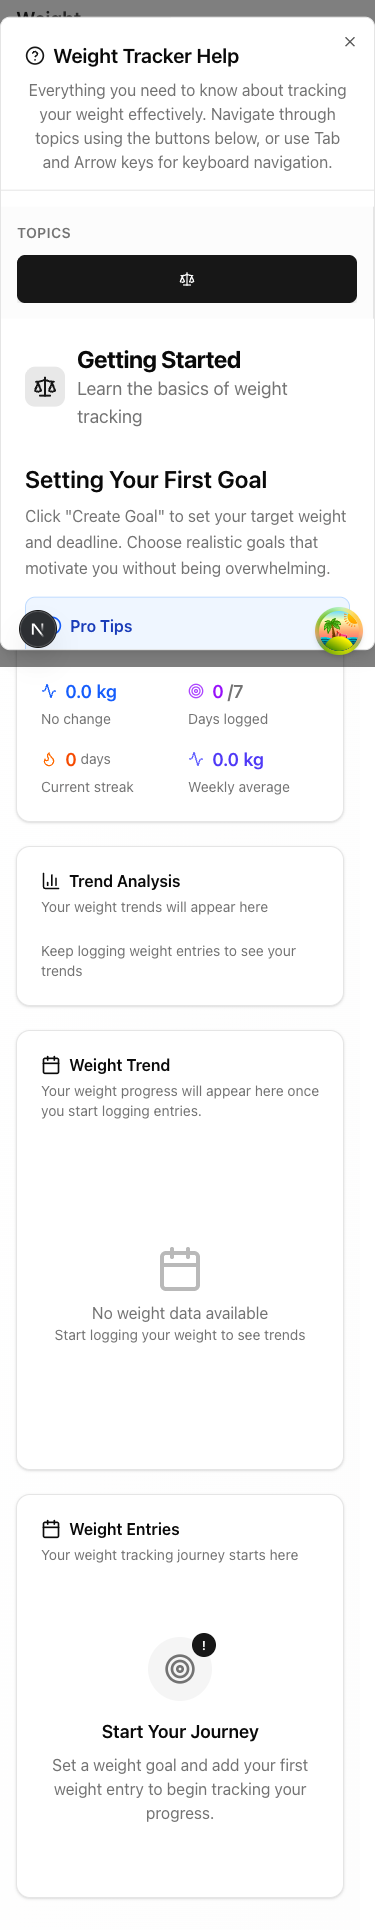 Weight
Weight Tracker Help
Everything you need to know about tracking
your weight effectively. Navigate through
topics using the buttons below, or use Tab
and Arrow keys for keyboard navigation.
TOPICS
Getting Started
Learn the basics of weight
tracking
Setting Your First Goal
Click "Create Goal" to set your target weight
and deadline. Choose realistic goals that
motivate you without being overwhelming.
N
Pro Tips
0.0 kg
No change
0 /7
Days logged
0 days
Current streak
0.0 kg
Weekly average
Trend Analysis
Your weight trends will appear here
Keep logging weight entries to see your
trends
Weight Trend
Your weight progress will appear here once
you start logging entries.
No weight data available
Start logging your weight to see trends
Weight Entries
Your weight tracking journey starts here
!
Start Your Journey
Set a weight goal and add your first
weight entry to begin tracking your
progress.